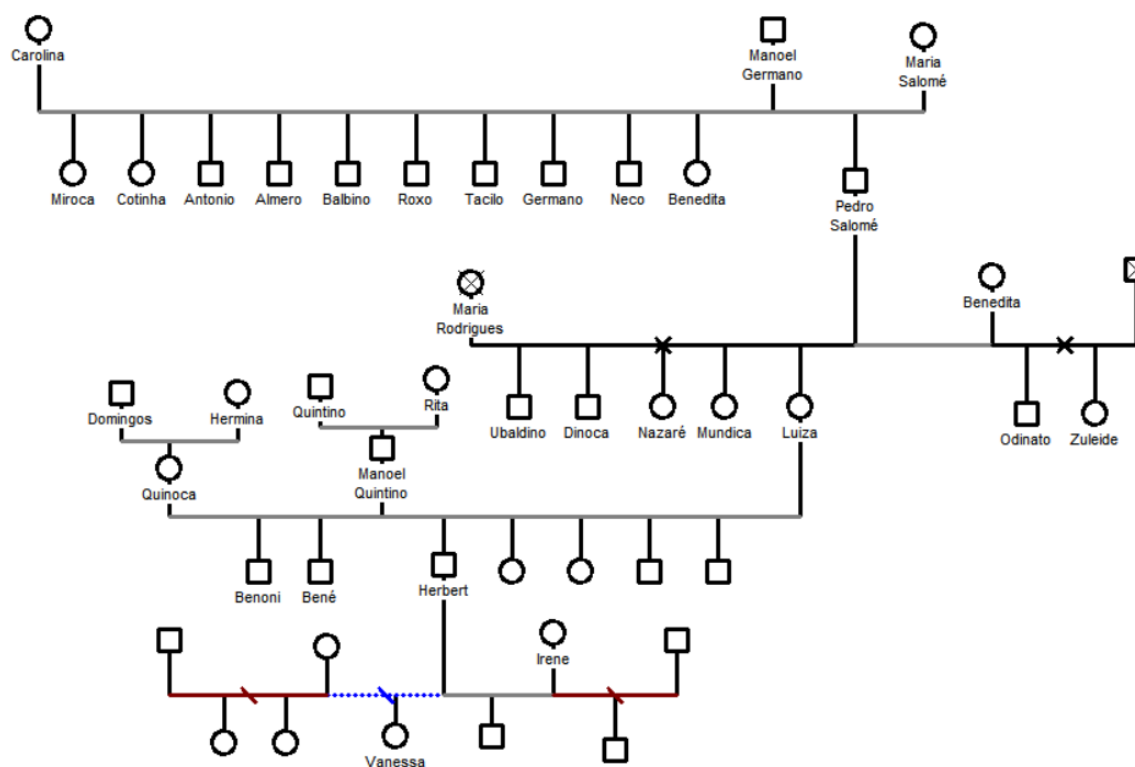 Carolina
Manoel
Germano
Maria
Salomé
Miroca
Cotinha
Antonio
Almero
Balbino
Roxo
Tacilo
Germano
Neco
Benedita
Pedro
Salomé
Maria
Rodrigues
Benedita
Domingos
Hermina
Quintino
Rita
Ubaldino
Dinoca
Nazaré
Mundica
Luiza
Odinato
Zuleide
Quinoca
Manoel
Quintino
Benoni
Bené
Herbert
Irene
Vanessa